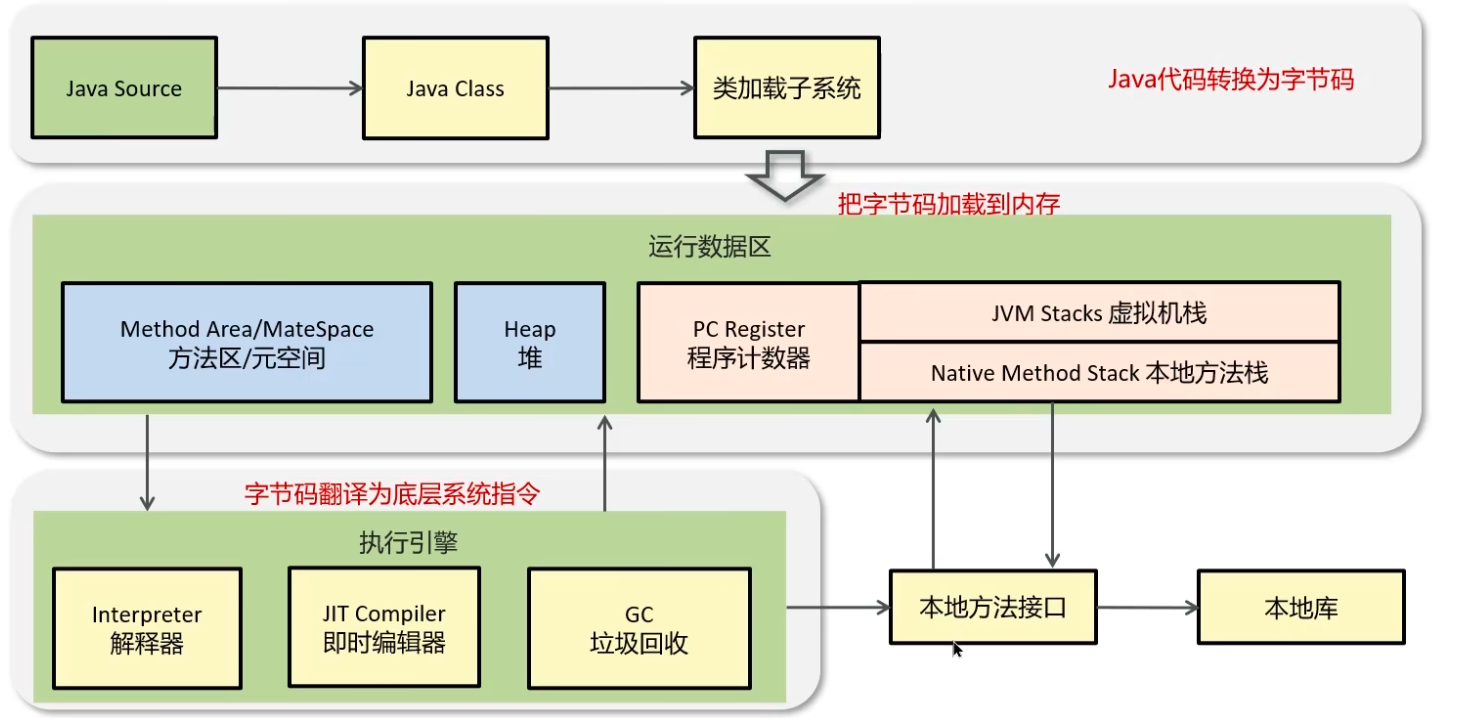 Java Source
Java Class
类加载子系统
Java代码转换为字节码
把字节码加载到内存
运行数据区
Method Area/MateSpace
方法区/元空间
Heap
堆
PC Register
程序计数器
JVM Stacks 虚拟机栈
Native Method Stack 本地方法栈
字节码翻译为底层系统指令
执行引擎
Interpreter
解释器
JIT Compiler
即时编辑器
GC
垃圾回收
本地方法接口
本地库